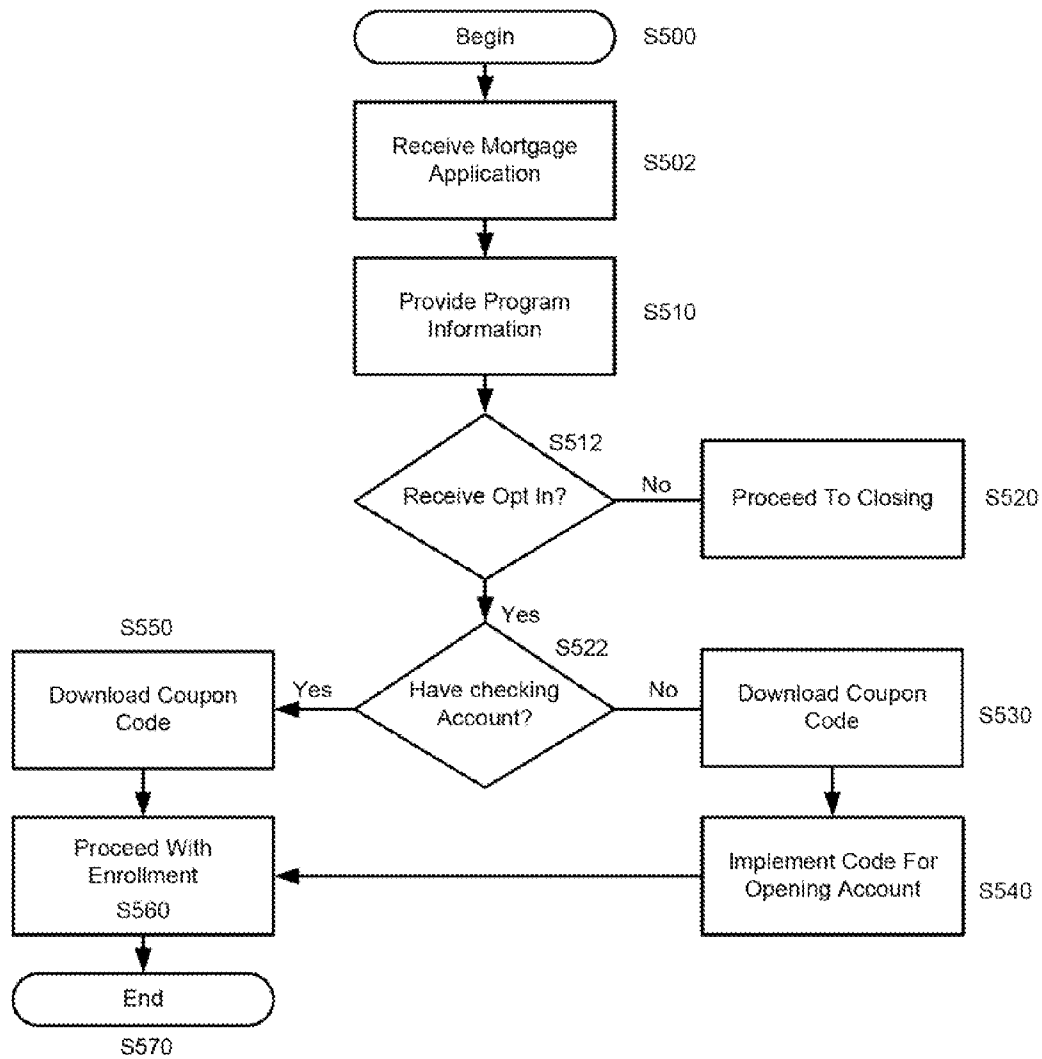 Begin
S500
Receive Mortgage
Application
S502
Provide Program
Information
S510
S512
Receive Opt In?
No
Proceed To Closing
S520
Yes
S550
S522
Download Coupon
Code
Yes
Have checking
Account?
No
Download Coupon
Code
S530
Proceed With
Enrollment
S560
Implement Code For
Opening Account
S540
End
S570